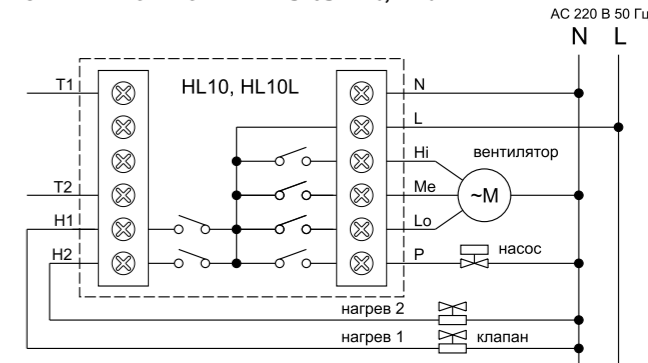 AC 220 В 50 Гц
N L
T1
HL10, HL10L
N
L
Hi
вентилятор
T2
Me
~M
H1
Lo
H2
P
насос
нагрев 2
нагрев 1
клапан